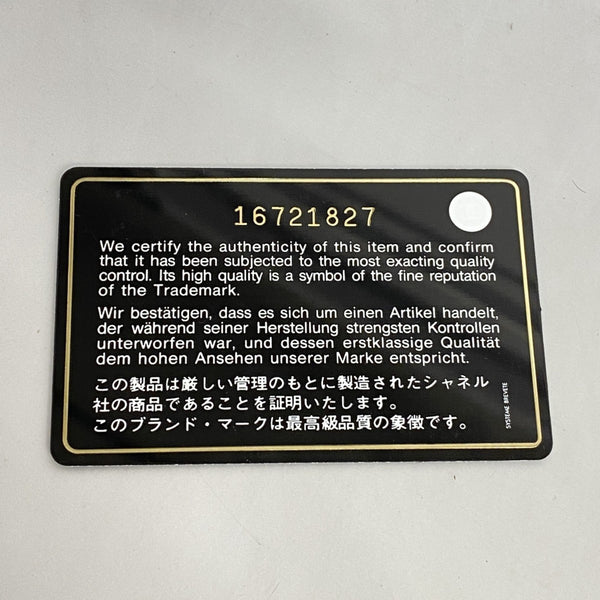 16721827
We certify the authenticity of this item and confirm
that it has been subjected to the most exacting quality
control. Its high quality is a symbol of the fine reputation
of the Trademark.
Wir bestätigen, dass es sich um einen Artikel handelt,
der während seiner Herstellung strengsten Kontrollen
unterworfen war, und dessen erstklassige Qualität
dem hohen Ansehen unserer Marke entspricht.
この製品は厳しい管理のもとに製造されたシャネル
社の商品であることを証明いたします。
このブランド・マークは最高級品質の象徴です。
SYSTEME BREVETE